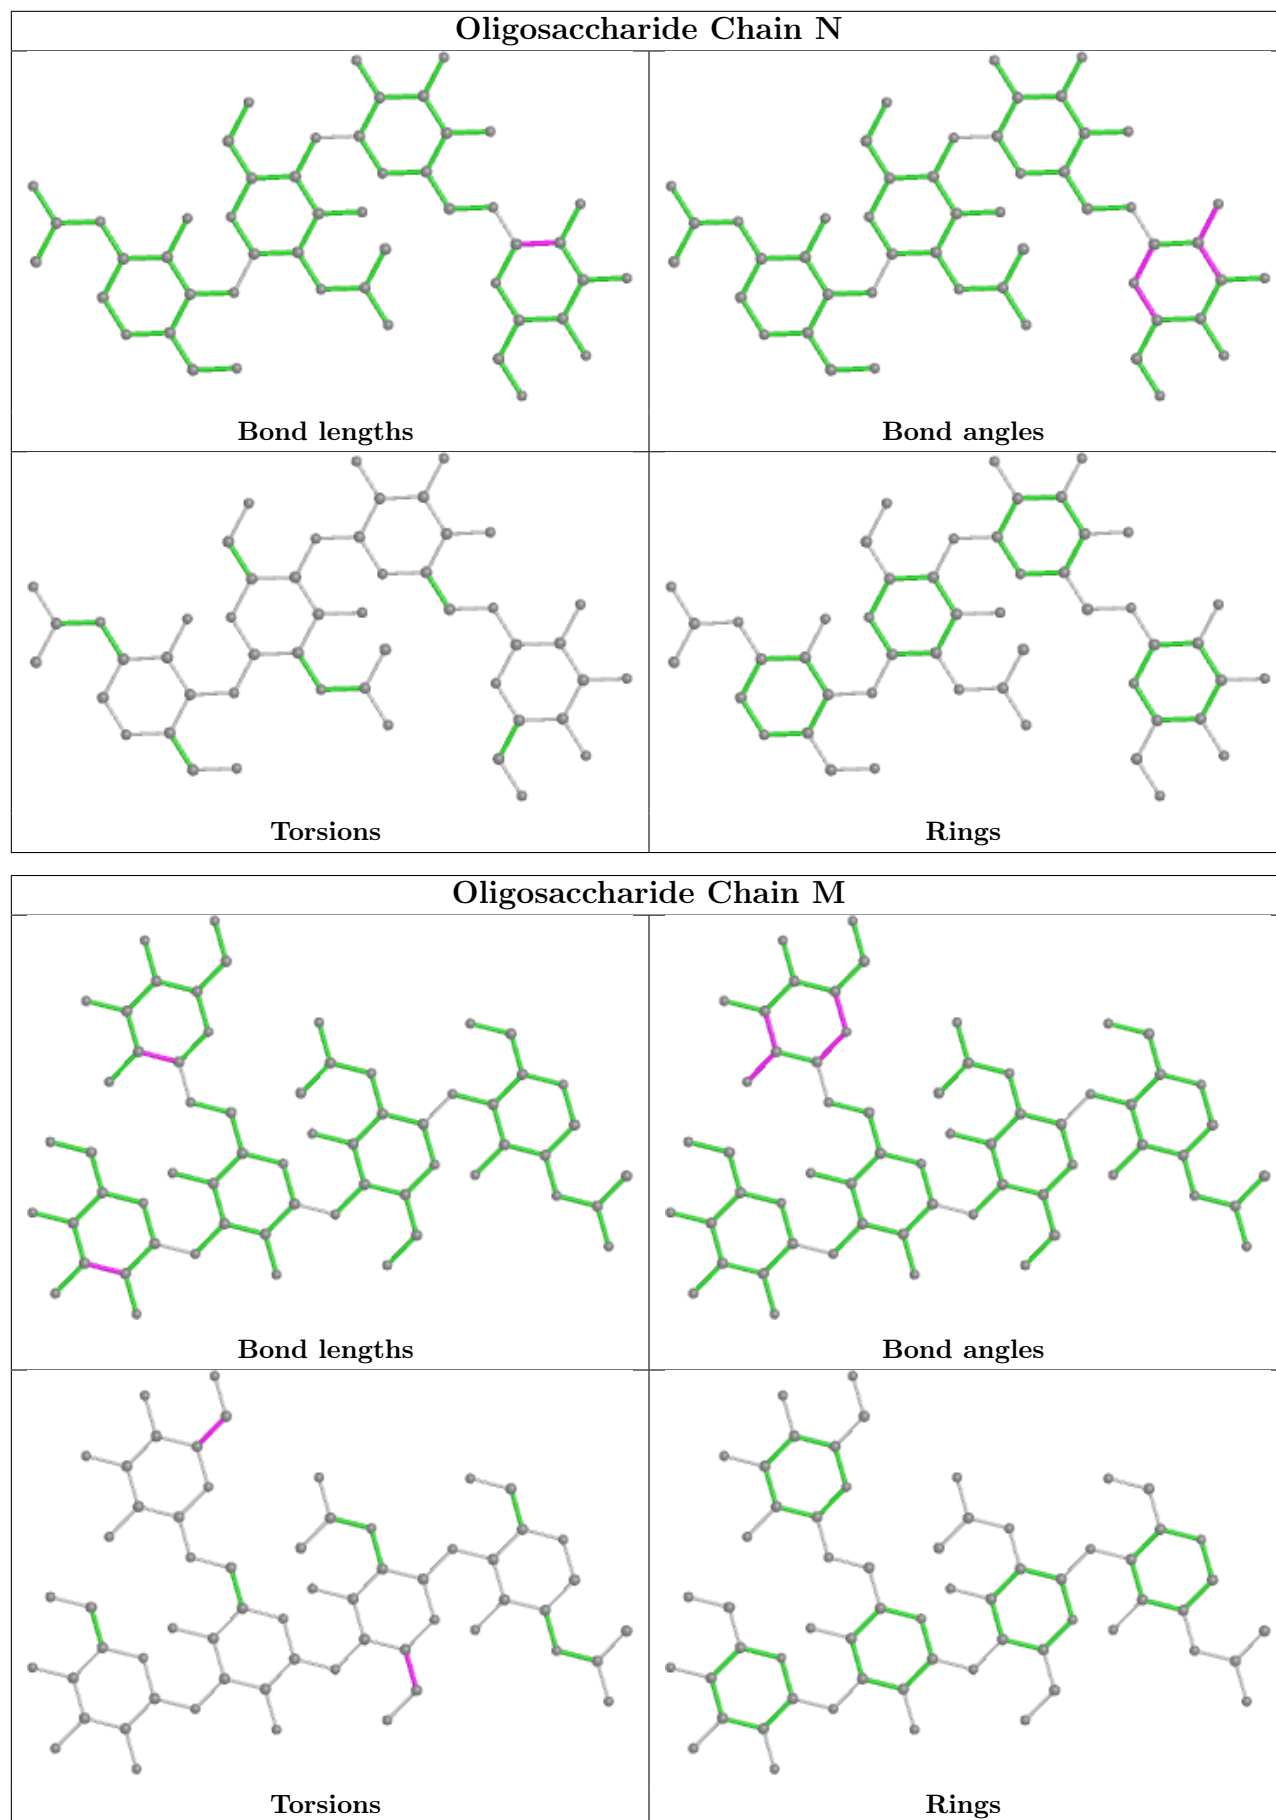 Oligosaccharide Chain N
Bond lengths
Bond angles
Torsions
Rings
Oligosaccharide Chain M
Bond lengths
Bond angles
Torsions
Rings